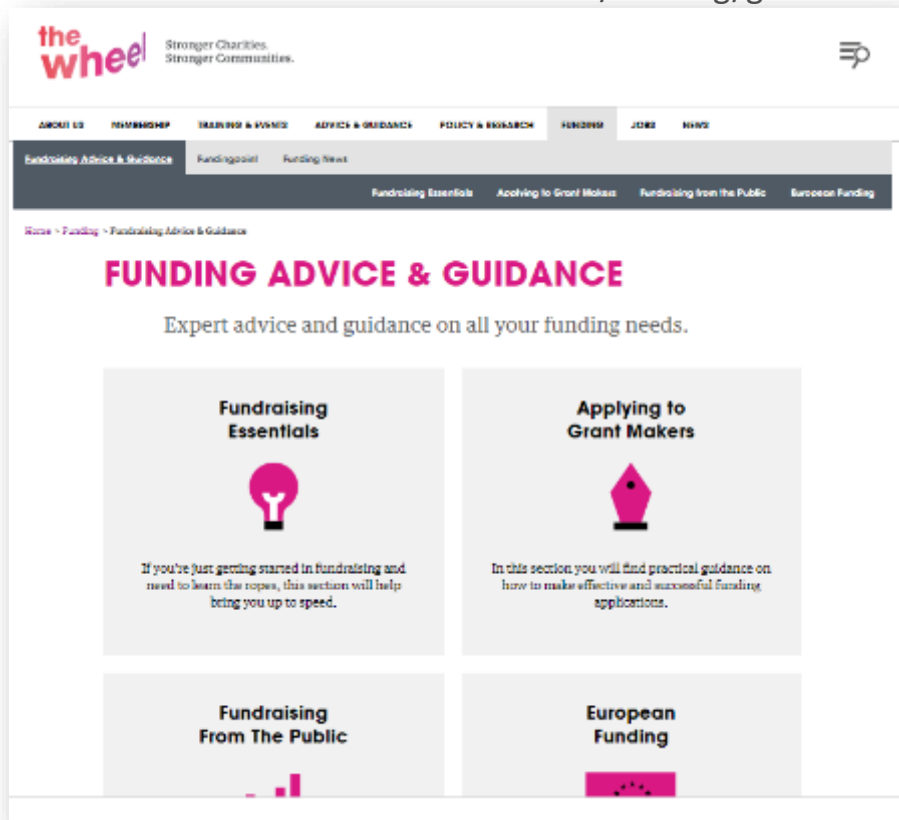 the
wheel
Stronger Charities.
Stronger Communities.
ABOUT US MEMBERSHIP TRAINING & EVENTS ADVICE & GUIDANCE POLICY & RESEARCH FUNDING JOBS NEWS
Fundraising Advice & Guidance Fundingpoint Funding News
Fundraising Essentials Applying to Grant Makers Fundraising from the Public European Funding
Home > Funding > Fundraising Advice & Guidance
FUNDING ADVICE & GUIDANCE
Expert advice and guidance on all your funding needs.
Fundraising
Essentials
If you're just getting started in fundraising and
need to learn the ropes, this section will help
bring you up to speed.
Applying to
Grant Makers
In this section you will find practical guidance on
how to make effective and successful funding
applications.
Fundraising
From The Public
European
Funding